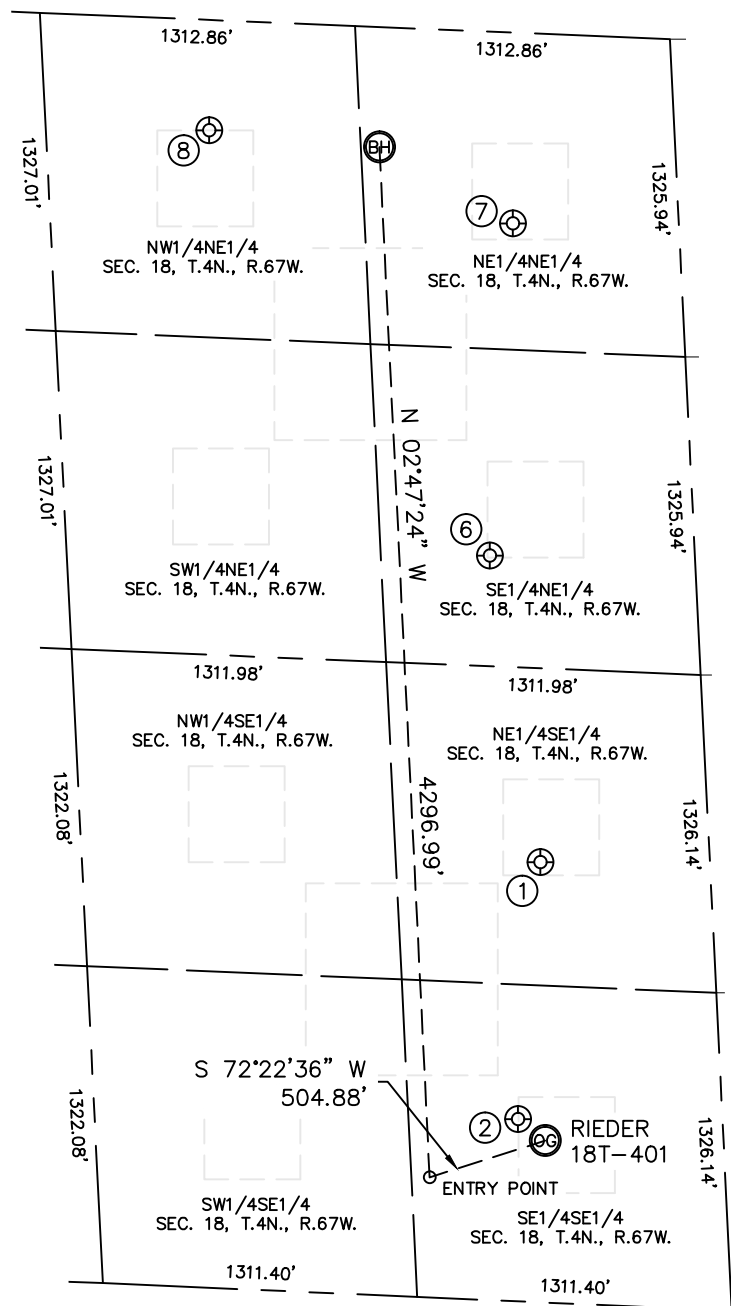 1312.86'
1312.86'
1327.01'
8
BH
7
1325.94'
NW1/4NE1/4
SEC. 18, T.4N., R.67W.
NE1/4NE1/4
SEC. 18, T.4N., R.67W.
N 02°47'24" W
1327.01'
6
1325.94'
SW1/4NE1/4
SEC. 18, T.4N., R.67W.
SE1/4NE1/4
SEC. 18, T.4N., R.67W.
1311.98'
1311.98'
NW1/4SE1/4
SEC. 18, T.4N., R.67W.
NE1/4SE1/4
SEC. 18, T.4N., R.67W.
1322.08'
4296.99'
1326.14'
1
S 72°22'36" W
504.88'
1322.08'
2
OG
RIEDER
18T-401
1326.14'
ENTRY POINT
SW1/4SE1/4
SEC. 18, T.4N., R.67W.
SE1/4SE1/4
SEC. 18, T.4N., R.67W.
1311.40'
1311.40'